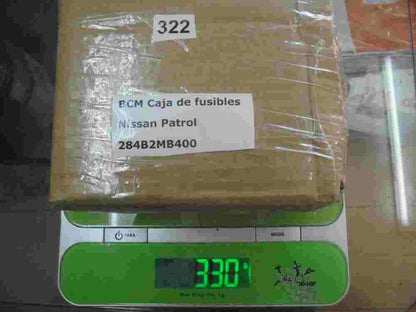 322
BCM Caja de fusibles
Nissan Patrol
284B2MB400
TARE
MODE
330